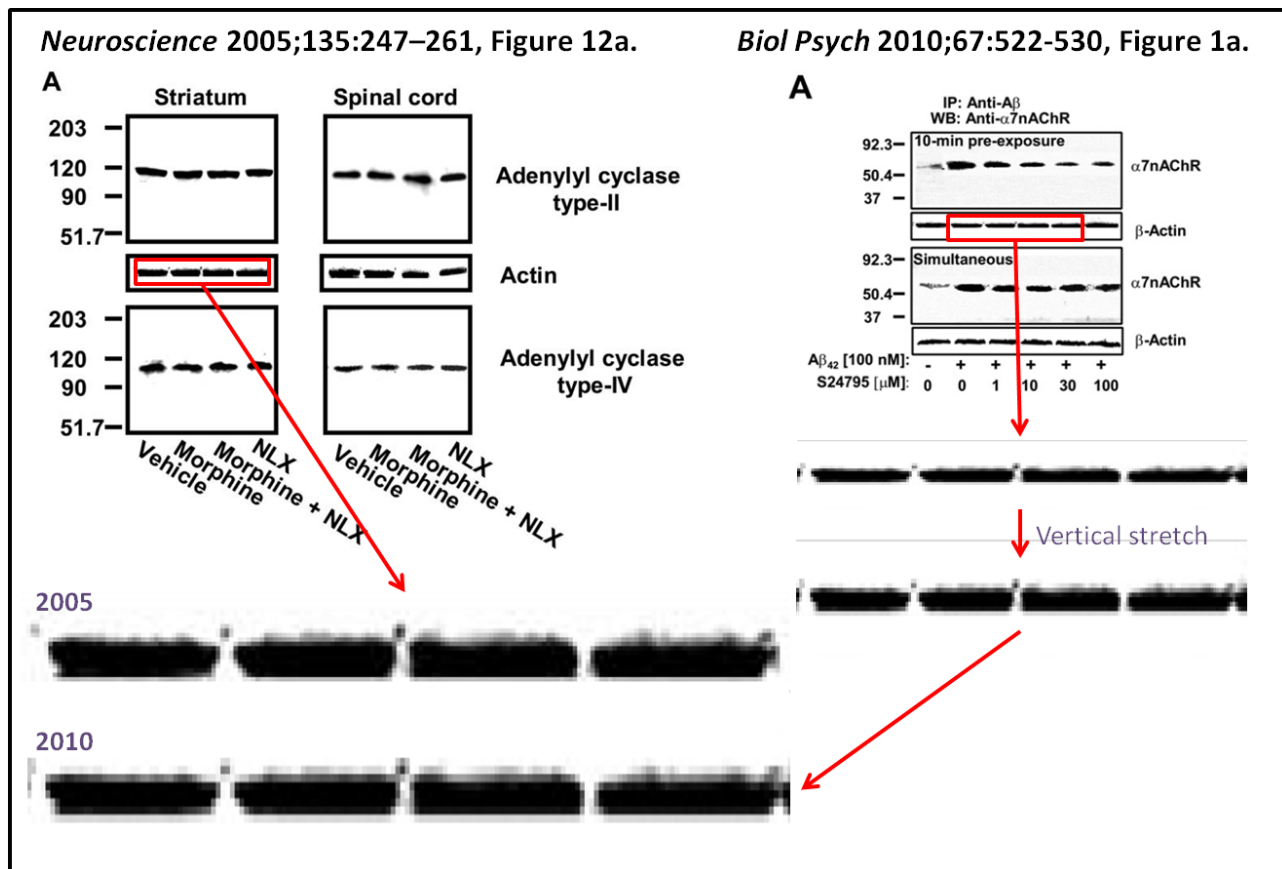 Neuroscience 2005;135:247–261, Figure 12a.
A
Striatum
Spinal cord
203
120
90
51.7
Adenylyl cyclase
type-II
Actin
203
120
90
51.7
Adenylyl cyclase
type-IV
Vehicle
Morphine
Morphine + NLX
NLX
Vehicle
Morphine
Morphine + NLX
NLX
Biol Psych 2010;67:522-530, Figure 1a.
A
IP: Anti-Aβ
WB: Anti-α7nAChR
92.3
50.4
37
10-min pre-exposure
α7nAChR
β-Actin
92.3
50.4
37
Simultaneous
α7nAChR
β-Actin
Aβ42 [100 nM]: - + + + + +
S24795 [µM]: 0 0 1 10 30 100
Vertical stretch
2005
2010